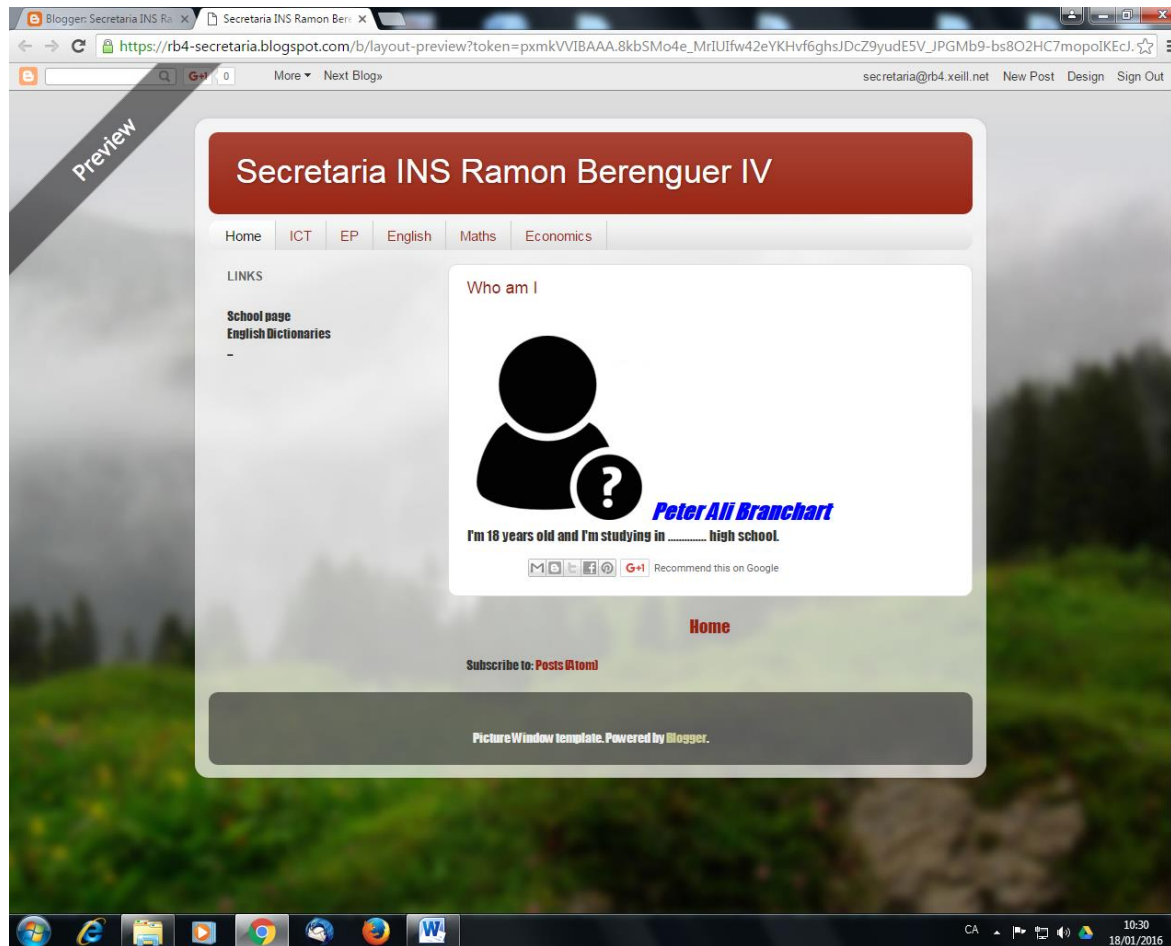 Blogger: Secretaria INS Ra
Secretaria INS Ramon Bere
https://rb4-secretaria.blogspot.com/b/layout-preview?token=pxmkVVIBAAA.8kbSMo4e_MrIUIfw42eYKHvf6ghsJDcZ9yudE5V_JPGMb9-bs8O2HC7mopoIKEcJ.
G+1 0 More Next Blog»
secretaria@rb4.xeill.net New Post Design Sign Out
Preview
Secretaria INS Ramon Berenguer IV
Home ICT EP English Maths Economics
LINKS
School page
English Dictionaries
–
Who am I
?
Peter Ali Branchart
I'm 18 years old and I'm studying in .............. high school.
G+1 Recommend this on Google
Home
Subscribe to: Posts (Atom)
Picture Window template. Powered by Blogger.
CA
10:30
18/01/2016